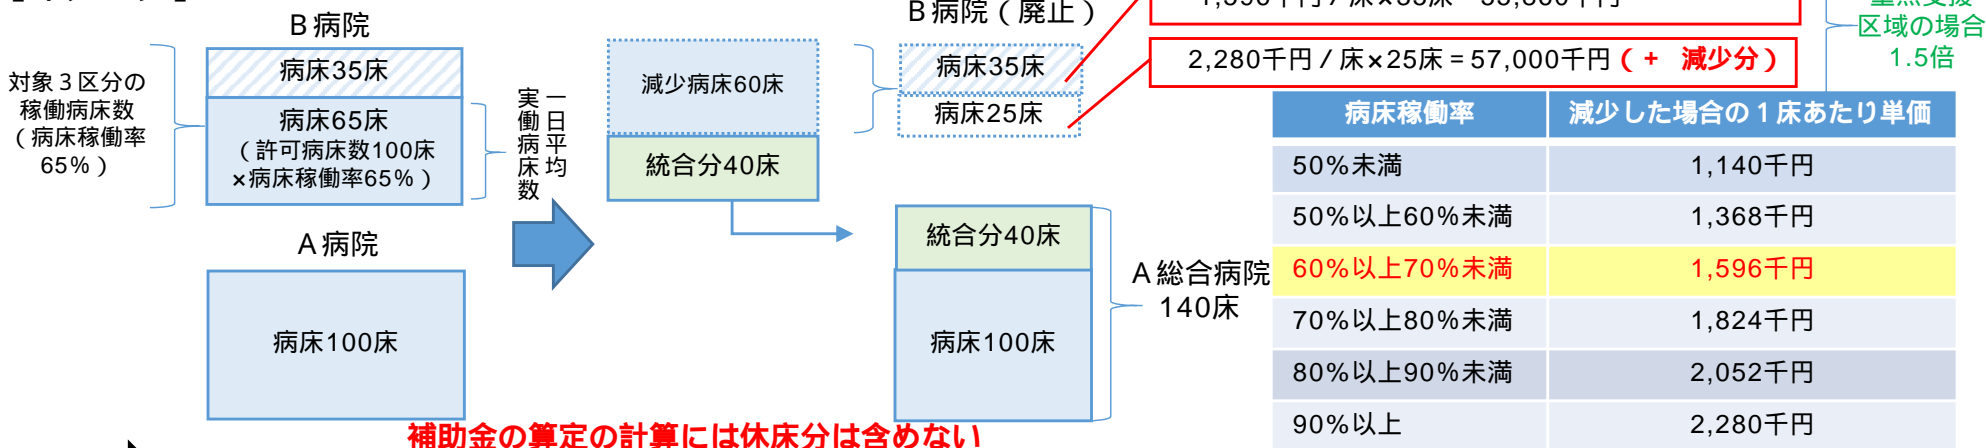 B病院
対象３区分の
稼働病床数
（病床稼働率
65％）
病床35床
病床65床
（許可病床数100床
×病床稼働率65％）
一日平均
実働病床数
A病院
病床100床
減少病床60床
統合分40床
B病院（廃止）
病床35床
病床25床
2,280千円／床×25床＝57,000千円（＋　減少分）
統合分40床
病床100床
A総合病院
140床
区域の場合
1.5倍
病床稼働率　減少した場合の１床あたり単価
50％未満　1,140千円
50％以上60％未満　1,368千円
60％以上70％未満　1,596千円
70％以上80％未満　1,824千円
80％以上90％未満　2,052千円
90％以上　2,280千円
補助金の算定の計算には休床分は含めない